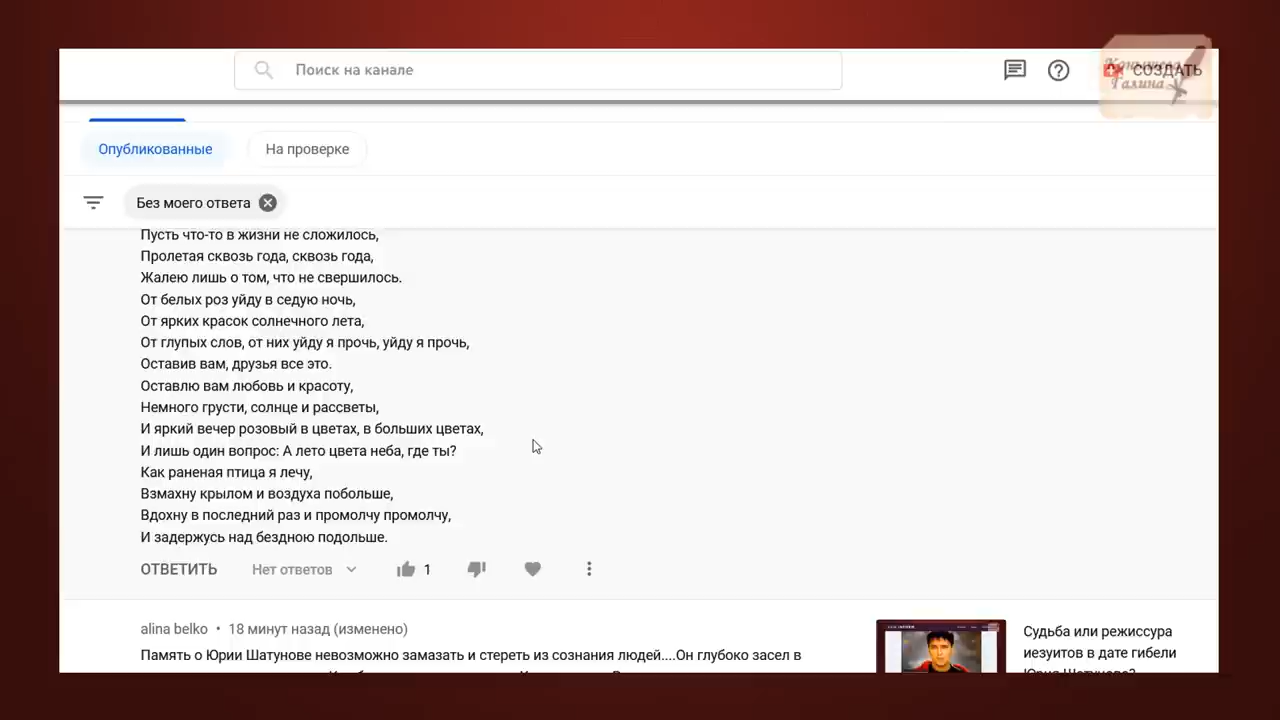 Поиск на канале
СОЗДАТЬ
Конышева
Галина
Опубликованные
На проверке
Без моего ответа
Пусть что-то в жизни не сложилось,
Пролетая сквозь года, сквозь года,
Жалею лишь о том, что не свершилось.
От белых роз уйду в седую ночь,
От ярких красок солнечного лета,
От глупых слов, от них уйду я прочь, уйду я прочь,
Оставив вам, друзья все это.
Оставлю вам любовь и красоту,
Немного грусти, солнце и рассветы,
И яркий вечер розовый в цветах, в больших цветах,
И лишь один вопрос: А лето цвета неба, где ты?
Как раненая птица я лечу,
Взмахну крылом и воздуха побольше,
Вдохну в последний раз и промолчу промолчу,
И задержусь над бездною подольше.
ОТВЕТИТЬ
Нет ответов
1
alina belko • 18 минут назад (изменено)
Память о Юрии Шатунове невозможно замазать и стереть из сознания людей....Он глубоко засел в
Судьба или режиссура
иезуитов в дате гибели
Юрия Шатунова?